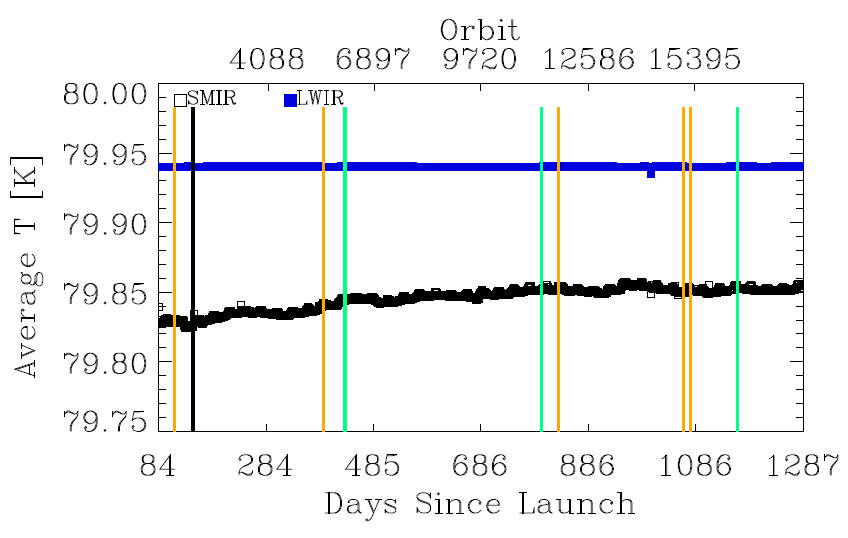 Orbit
4088 6897 9720 12586 15395
80.00
SMIR LWIR
79.95
79.90
79.85
79.80
79.75
Average T [K]
84 284 485 686 886 1086 1287
Days Since Launch